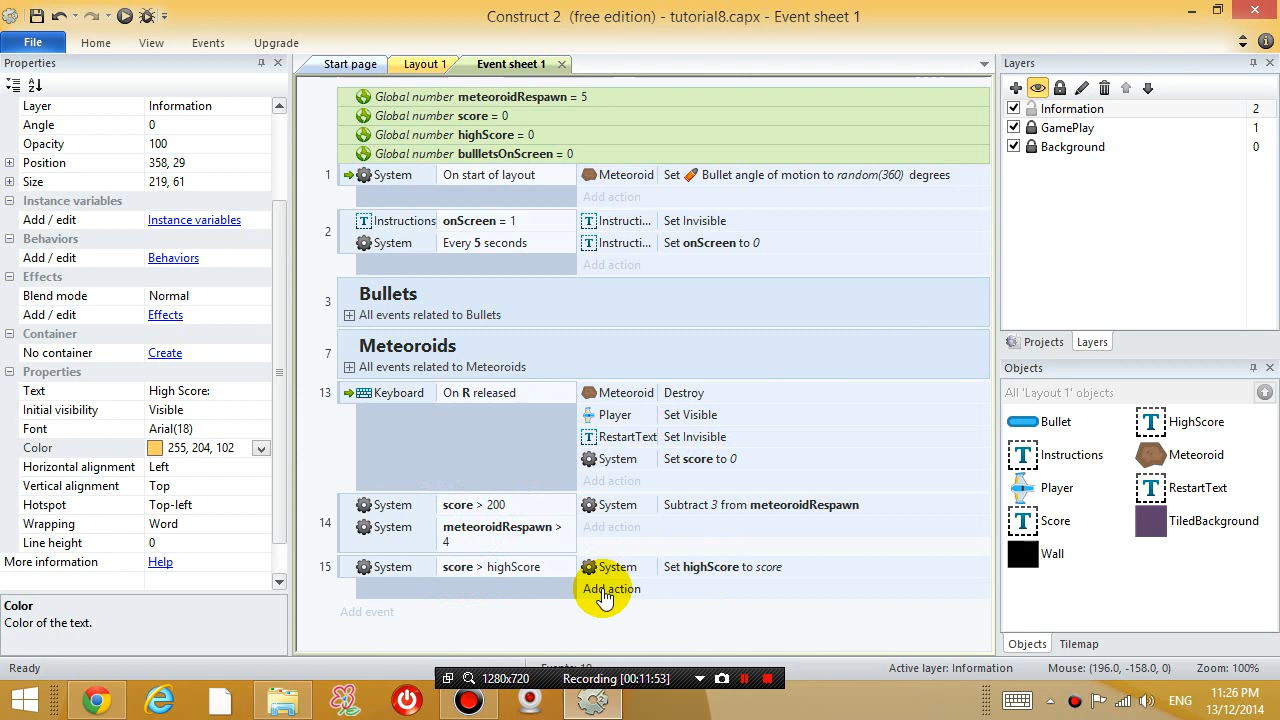 Construct 2 (free edition) - tutorial8.capx - Event sheet 1
File Home View Events Upgrade
Properties
Start page Layout 1 Event sheet 1
Layers
Layer Information
Angle 0
Opacity 100
Position 358, 29
Size 219, 61
Instance variables
Add / edit Instance variables
Behaviors
Add / edit Behaviors
Effects
Blend mode Normal
Add / edit Effects
Container
No container Create
Properties
Text High Score:
Initial visibility Visible
Font Arial(18)
Color 255, 204, 102
Horizontal alignment Left
Vertical alignment Top
Hotspot Top-left
Wrapping Word
Line height 0
More information Help
Color
Color of the text.
Global number meteoroidRespawn = 5
Global number score = 0
Global number highScore = 0
Global number bullletsOnScreen = 0
1 System On start of layout Meteoroid Set Bullet angle of motion to random(360) degrees
Add action
2 Instructions onScreen = 1 Instructi... Set Invisible
System Every 5 seconds Instructi... Set onScreen to 0
Add action
3 Bullets
All events related to Bullets
7 Meteoroids
All events related to Meteoroids
13 Keyboard On R released Meteoroid Destroy
Player Set Visible
RestartText Set Invisible
System Set score to 0
Add action
14 System score > 200 System Subtract 3 from meteoroidRespawn
System meteoroidRespawn > Add action
4
15 System score > highScore System Set highScore to score
Add action
Add event
Information 2
GamePlay 1
Background 0
Projects Layers
Objects
All 'Layout 1' objects
Bullet HighScore
Instructions Meteoroid
Player RestartText
Score TiledBackground
Wall
Objects Tilemap
Ready
Active layer: Information Mouse: (196.0, -158.0, 0) Zoom: 100%
1280x720 Recording [00:11:53]
ENG
11:26 PM
13/12/2014